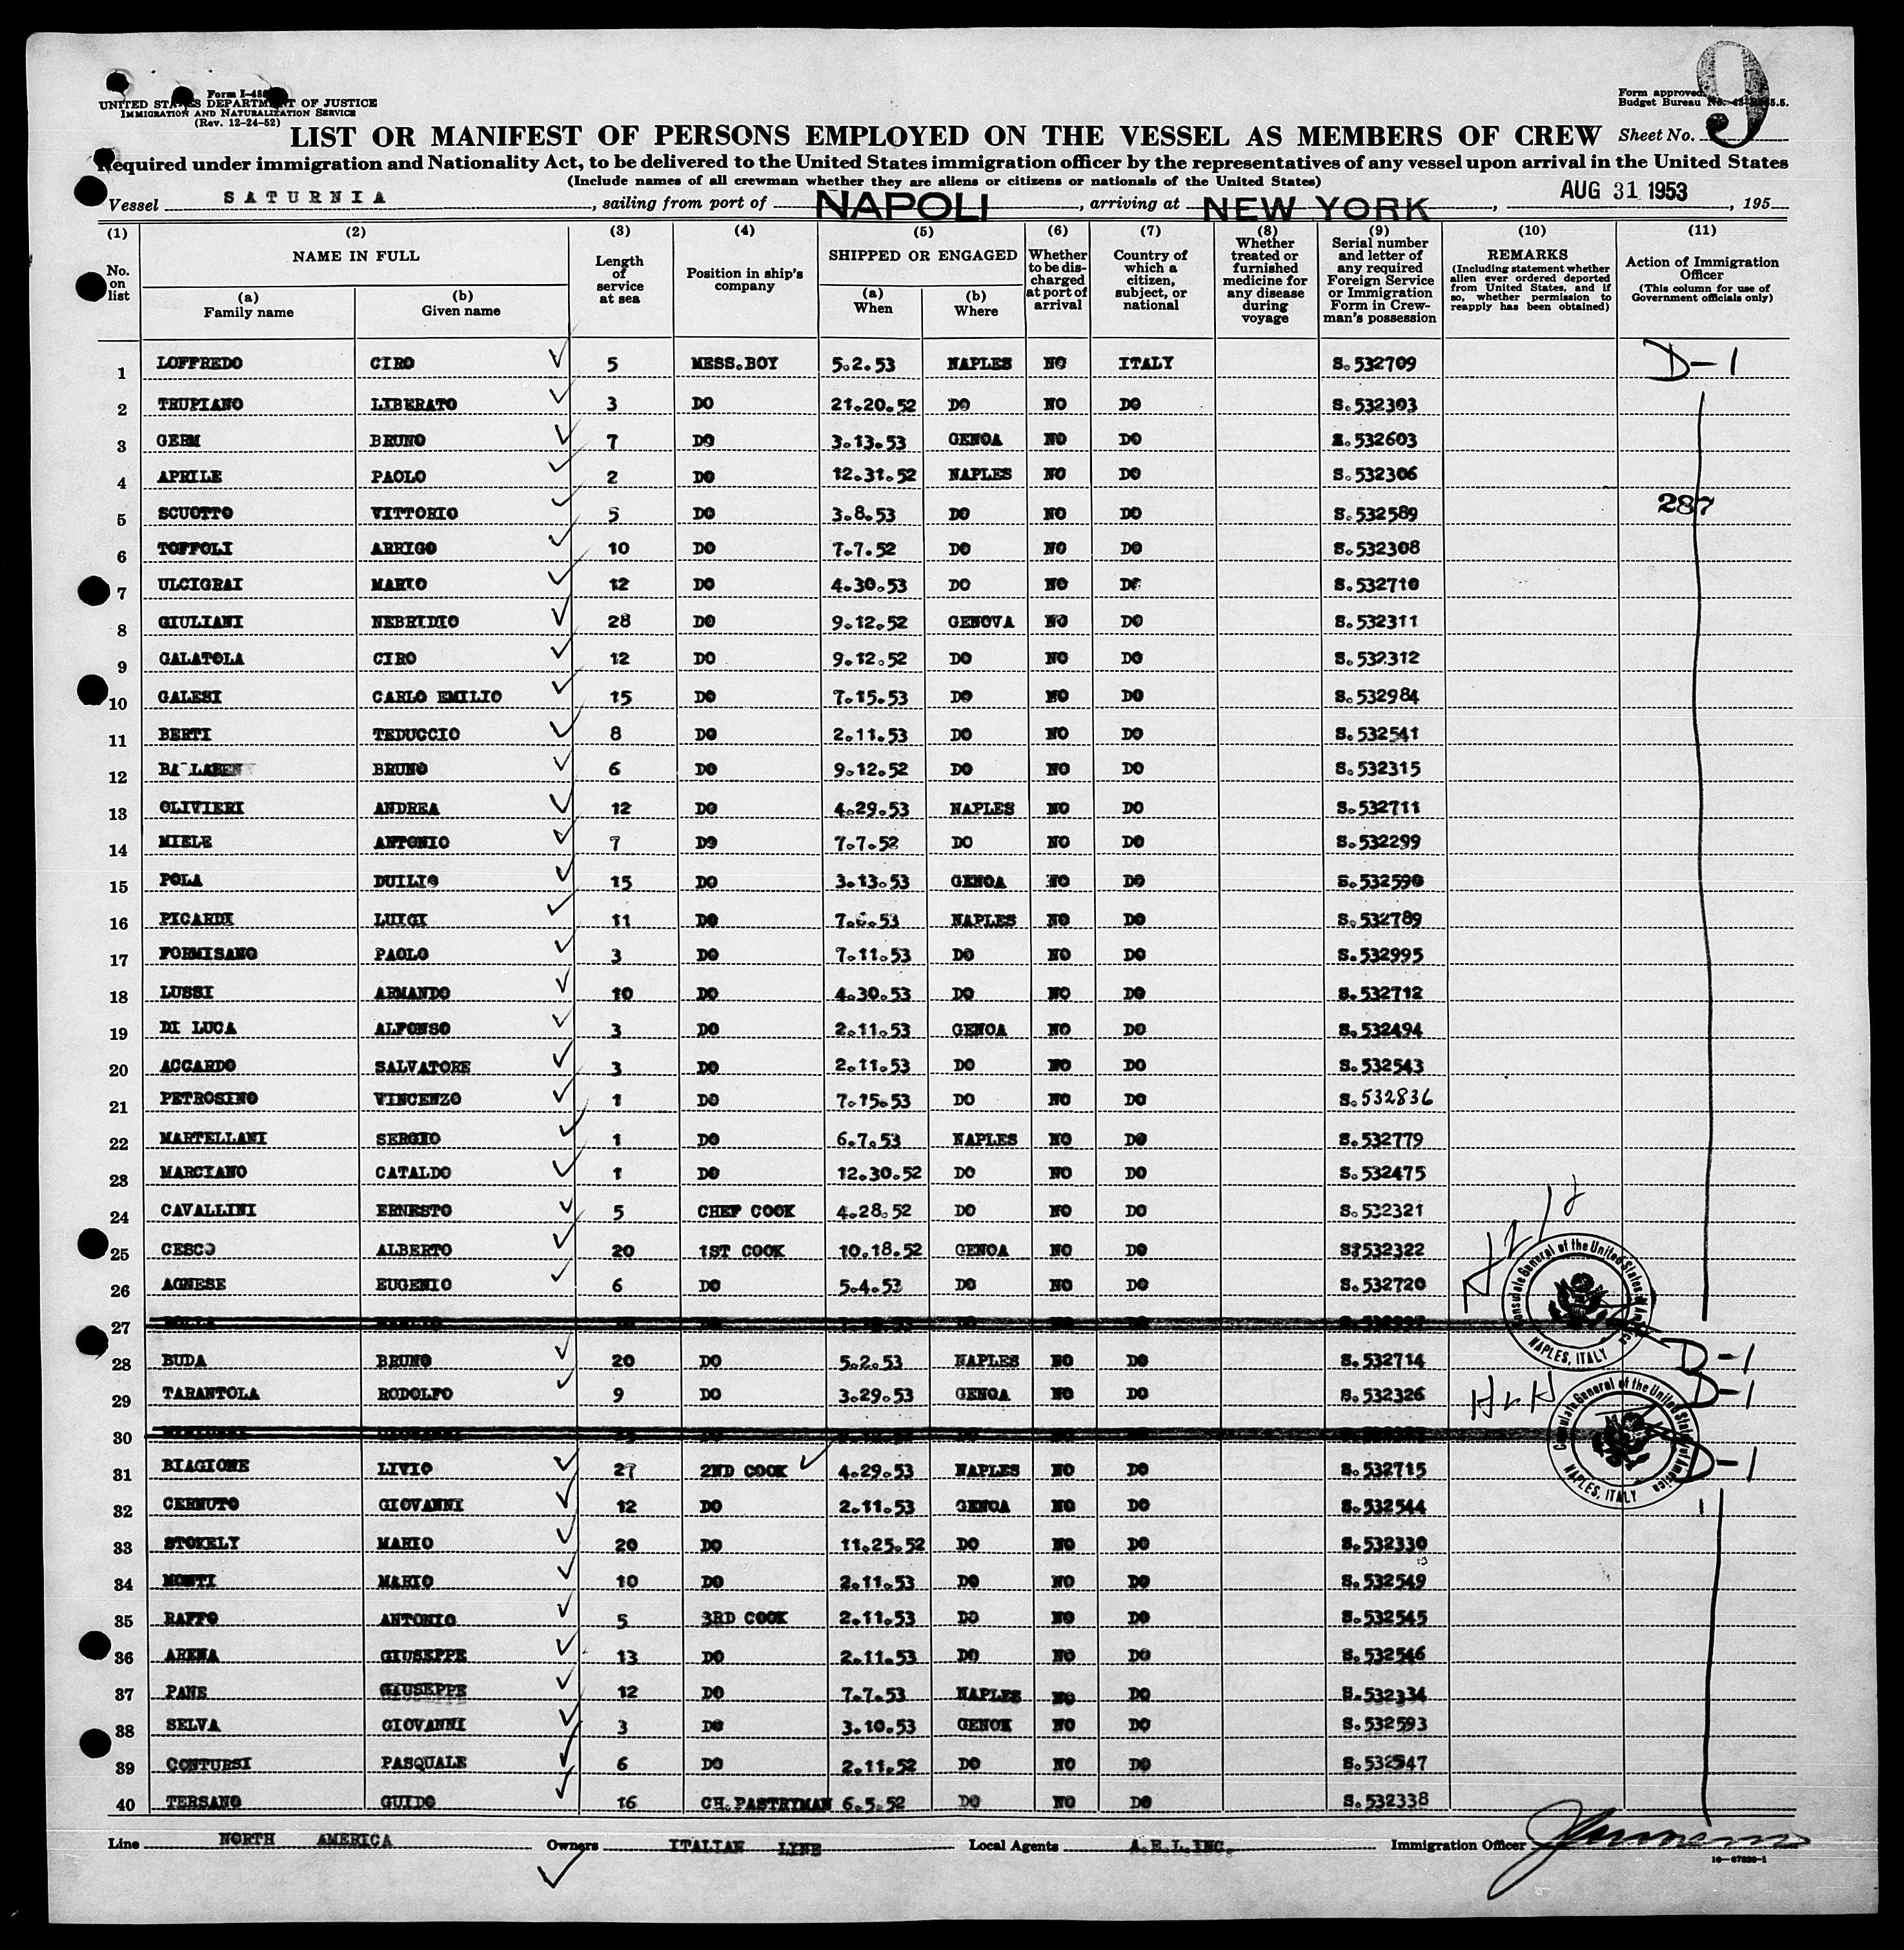 Form I-480
UNITED STATES DEPARTMENT OF JUSTICE
IMMIGRATION AND NATURALIZATION SERVICE
(Rev. 12-24-52)
Form approved.
Budget Bureau No.
9
LIST OR MANIFEST OF PERSONS EMPLOYED ON THE VESSEL AS MEMBERS OF CREW Sheet No.
Required under immigration and Nationality Act, to be delivered to the United States immigration officer by the representatives of any vessel upon arrival in the United States
(Include names of all crewman whether they are aliens or citizens or nationals of the United States)
Vessel SATURNIA, sailing from port of NAPOLI, arriving at NEW YORK, AUG 31 1953, 195
(1) (2) (3) (4) (5) (6) (7) (8) (9) (10) (11)
No. on list
NAME IN FULL
(a) Family name
(b) Given name
Length of service at sea
Position in ship's company
SHIPPED OR ENGAGED
(a) When
(b) Where
Whether to be discharged at port of arrival
Country of which a citizen, subject, or national
Whether treated or furnished medicine for any disease during voyage
Serial number and letter of any required Foreign Service or Immigration Form in Crewman's possession
REMARKS
(Including statement whether alien ever ordered deported from United States, and if so, whether permission to reapply has been obtained)
Action of Immigration Officer
(This column for use of Government officials only)
1 LOFFREDO CIRO 5 MESS.BOY 5.2.53 NAPLES NO ITALY S.532709 D-1
2 TRUPIANO LIBERATO 3 DO 21.20.52 DO NO DO S.532303
3 GERM BRUNO 7 DO 3.13.53 GENOA NO DO S.532603
4 APRILE PAOLO 2 DO 12.31.52 NAPLES NO DO S.532306
5 SCUOTTO VITTORIO 5 DO 3.8.53 DO NO DO S.532589 287
6 TOFFOLI ARRIGO 10 DO 7.7.52 DO NO DO S.532308
7 ULCIGRAI MARIO 12 DO 4.30.53 DO NO DO S.532710
8 GIULIANI NEBRIDIO 28 DO 9.12.52 GENOVA NO DO S.532311
9 GALATOLA CIRO 12 DO 9.12.52 DO NO DO S.532312
10 GALESI CARLO EMILIO 15 DO 7.15.53 DO NO DO S.532984
11 BERTI TEDUCCIO 8 DO 2.11.53 DO NO DO S.532541
12 BRUNO 6 DO 9.12.52 DO NO DO S.532315
13 OLIVIERI ANDREA 12 DO 4.29.53 NAPLES NO DO S.532711
14 MIELE ANTONIO 7 DO 7.7.52 DO NO DO S.532299
15 POLA DUILIO 15 DO 3.13.53 GENOA NO DO S.532590
16 PICARDI LUIGI 11 DO 7.6.53 NAPLES NO DO S.532789
17 FORMISANO PAOLO 3 DO 7.11.53 DO NO DO S.532995
18 LUSSI ARMANDO 10 DO 4.30.53 DO NO DO S.532712
19 DI LUCA ALFONSO 3 DO 2.11.53 GENOA NO DO S.532494
20 ACCARDO SALVATORE 3 DO 2.11.53 DO NO DO S.532543
21 PETROSINO VINCENZO 1 DO 7.15.53 DO NO DO S.532836
22 MARTELLANI SERGIO 1 DO 6.7.53 NAPLES NO DO S.532779
23 MARCIANO CATALDO 1 DO 12.30.52 DO NO DO S.532475
24 CAVALLINI ERNESTO 5 CHEF COOK 4.28.52 DO NO DO S.532321
25 CESCO ALBERTO 20 1ST COOK 10.18.52 GENOA NO DO S.532322
26 AGNESE EUGENIO 6 DO 5.4.53 DO NO DO S.532720
Consulate General of the United States of America
NAPLES, ITALY
27
28 BUDA BRUNO 20 DO 5.2.53 NAPLES NO DO S.532714 D-1
29 TARANTOLA RODOLFO 9 DO 3.29.53 GENOA NO DO S.532326 D-1
Consulate General of the United States of America
NAPLES, ITALY
30
31 BIAGIONE LIVIO 27 2ND COOK 4.29.53 NAPLES NO DO S.532715 D-1
32 CERNUTO GIOVANNI 12 DO 2.11.53 GENOA NO DO S.532544
33 STOKELY MARIO 20 DO 11.25.52 DO NO DO S.532330
34 MONTI MARIO 10 DO 2.11.53 DO NO DO S.532549
35 RAFFO ANTONIO 5 3RD COOK 2.11.53 DO NO DO S.532545
36 ARENA GIUSEPPE 13 DO 2.11.53 DO NO DO S.532546
37 PANE GIUSEPPE 12 DO 7.7.53 NAPLES NO DO S.532334
38 SELVA GIOVANNI 3 DO 3.10.53 GENOX NO DO S.532593
39 CONTURSI PASQUALE 6 DO 2.11.52 DO NO DO S.532547
40 TERSANO GUIDO 16 CH.PASTRYMAN 6.5.52 DO NO DO S.532338
Line NORTH AMERICA Owners ITALIAN LINE Local Agents A.E.L.INC. Immigration Officer